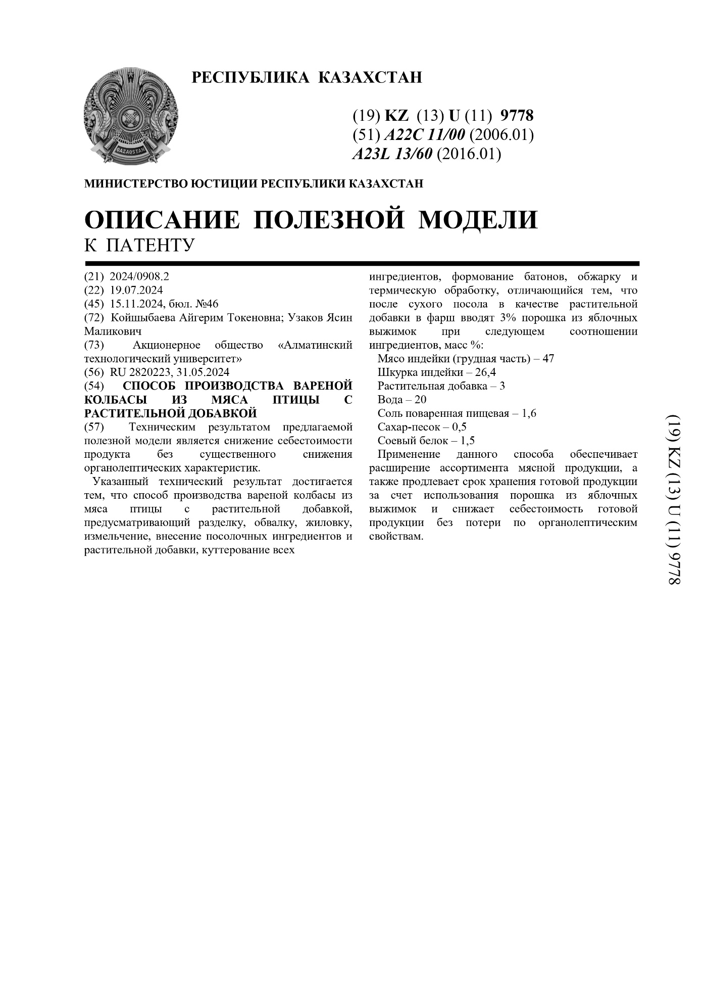 РЕСПУБЛИКА КАЗАХСТАН
QAZAQSTAN
(19) KZ (13) U (11) 9778
(51) A22C 11/00 (2006.01)
A23L 13/60 (2016.01)
МИНИСТЕРСТВО ЮСТИЦИИ РЕСПУБЛИКИ КАЗАХСТАН
ОПИСАНИЕ ПОЛЕЗНОЙ МОДЕЛИ
К ПАТЕНТУ
(21) 2024/0908.2
(22) 19.07.2024
(45) 15.11.2024, бюл. №46
(72) Койшыбаева Айгерим Токеновна; Узаков Ясин
Маликович
(73) Акционерное общество «Алматинский
технологический университет»
(56) RU 2820223, 31.05.2024
(54) СПОСОБ ПРОИЗВОДСТВА ВАРЕНОЙ
КОЛБАСЫ ИЗ МЯСА ПТИЦЫ С
РАСТИТЕЛЬНОЙ ДОБАВКОЙ
(57) Техническим результатом предлагаемой
полезной модели является снижение себестоимости
продукта без существенного снижения
органолептических характеристик.
Указанный технический результат достигается
тем, что способ производства вареной колбасы из
мяса птицы с растительной добавкой,
предусматривающий разделку, обвалку, жиловку,
измельчение, внесение посолочных ингредиентов и
растительной добавки, куттерование всех
ингредиентов, формование батонов, обжарку и
термическую обработку, отличающийся тем, что
после сухого посола в качестве растительной
добавки в фарш вводят 3% порошка из яблочных
выжимок при следующем соотношении
ингредиентов, масс %:
Мясо индейки (грудная часть) – 47
Шкурка индейки – 26,4
Растительная добавка – 3
Вода – 20
Соль поваренная пищевая – 1,6
Сахар-песок – 0,5
Соевый белок – 1,5
Применение данного способа обеспечивает
расширение ассортимента мясной продукции, а
также продлевает срок хранения готовой продукции
за счет использования порошка из яблочных
выжимок и снижает себестоимость готовой
продукции без потери по органолептическим
свойствам.
(19) KZ (13) U (11) 9778